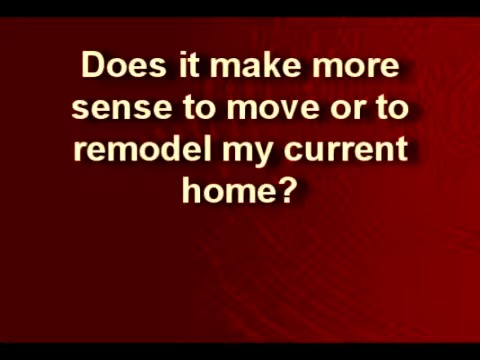 Does it make more
sense to move or to
remodel my current
home?